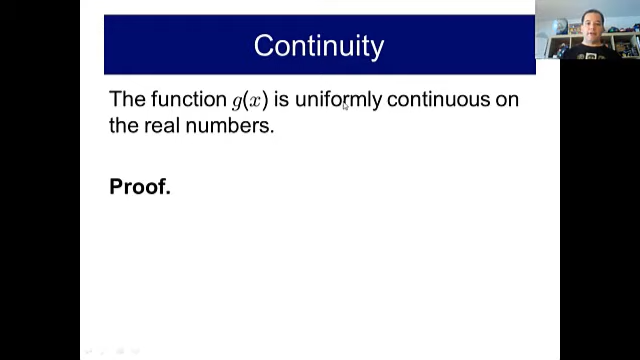 Continuity
The function g(x) is uniformly continuous on
the real numbers.
Proof.